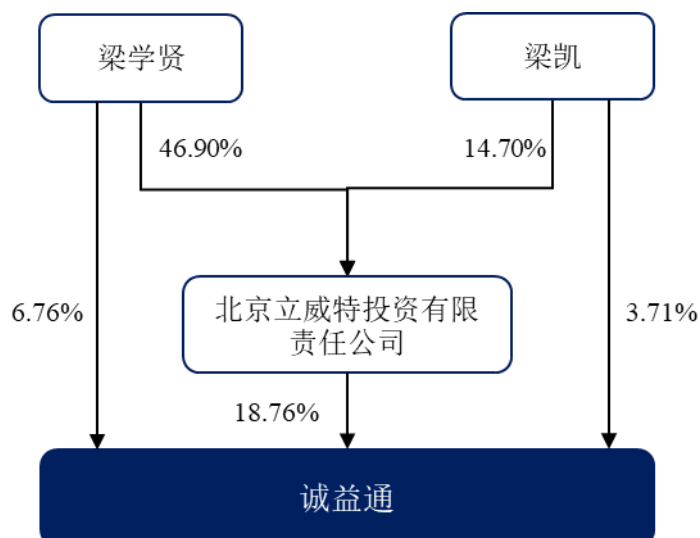 梁学贤
梁凯
46.90%
14.70%
6.76%
北京立威特投资有限
责任公司
3.71%
18.76%
诚益通